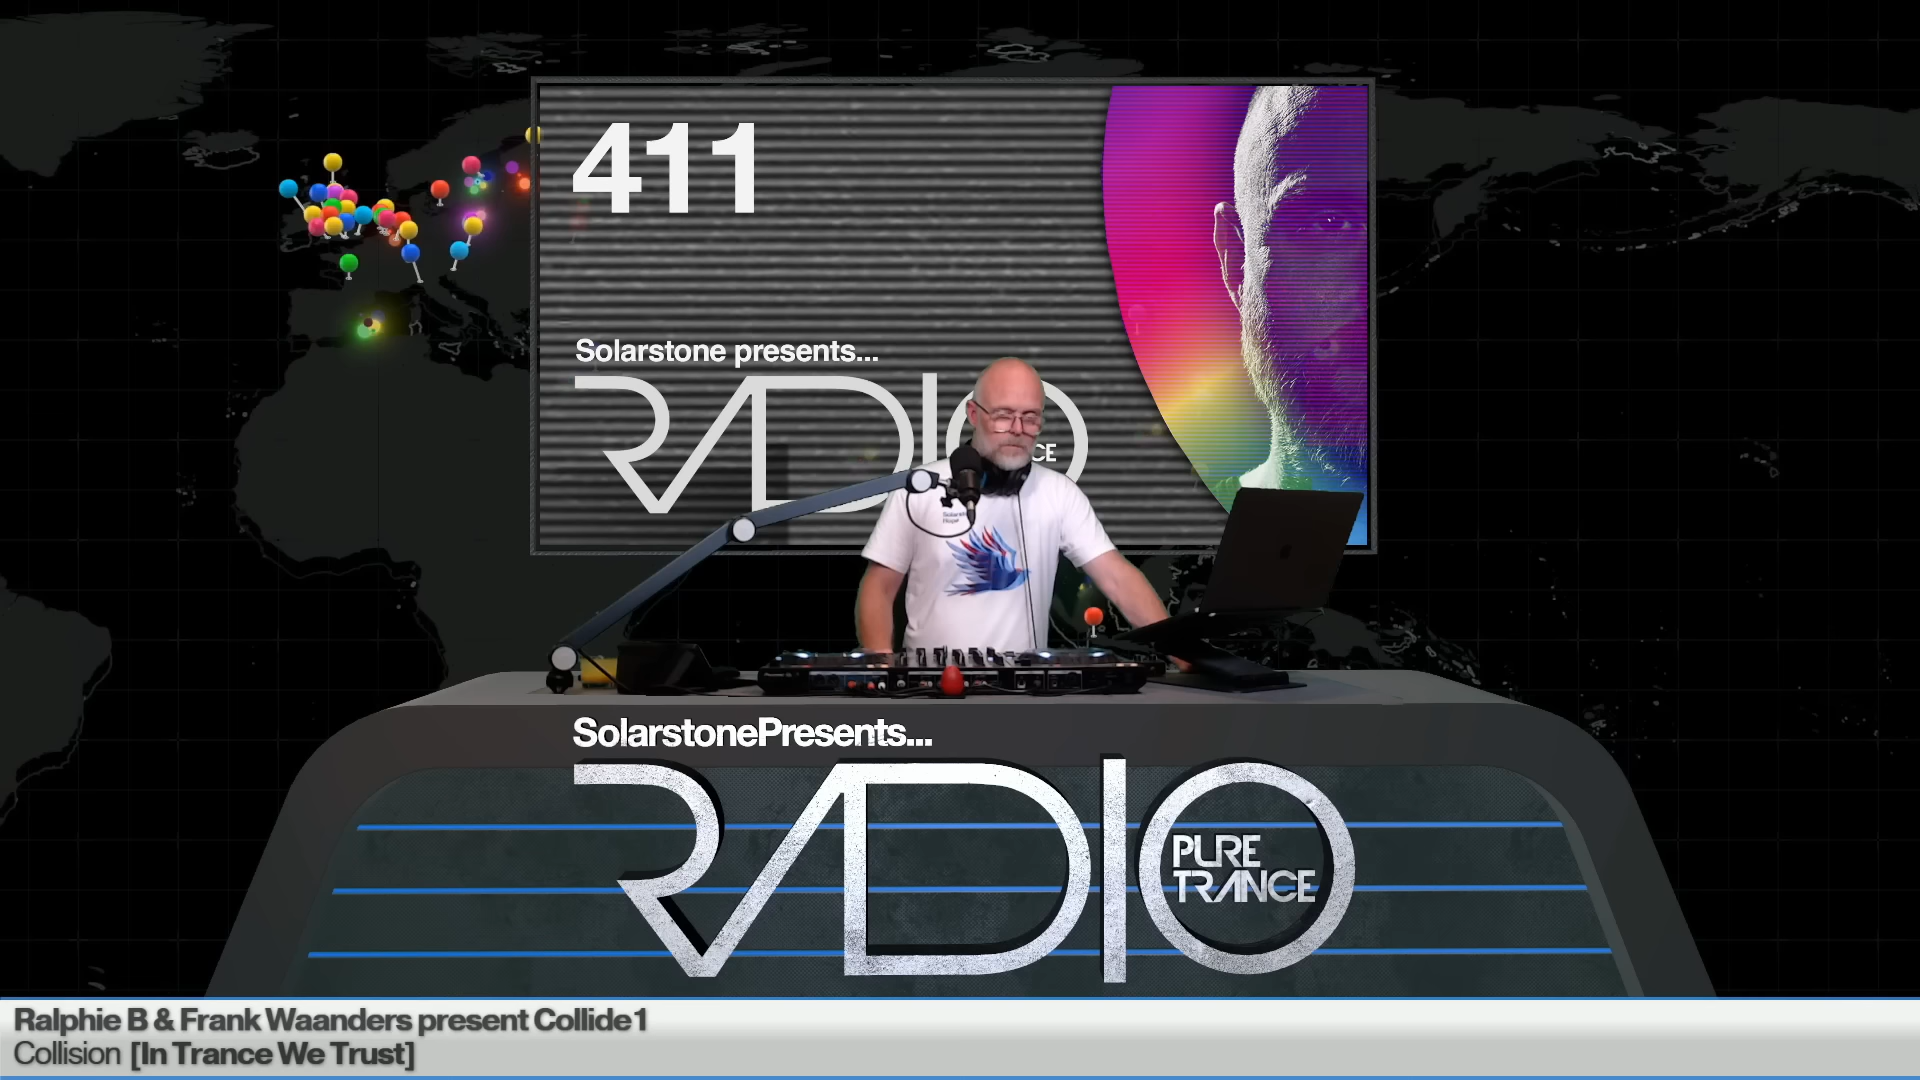 411
Solarstone presents...
RADIO
CE
SolarstonePresents...
RADIO
PURE
TRANCE
Ralphie B & Frank Waanders present Collide1
Collision [In Trance We Trust]